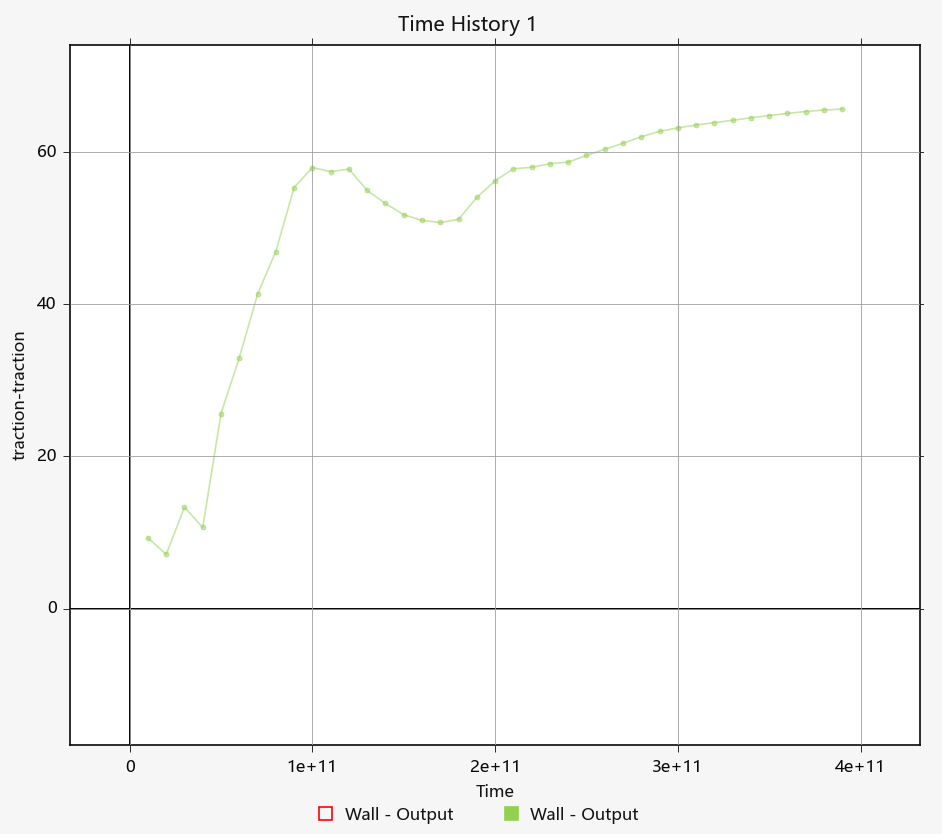 Time History 1
traction-traction
60
40
20
0
0 1e+11 2e+11 3e+11 4e+11
Time
Wall - Output Wall - Output